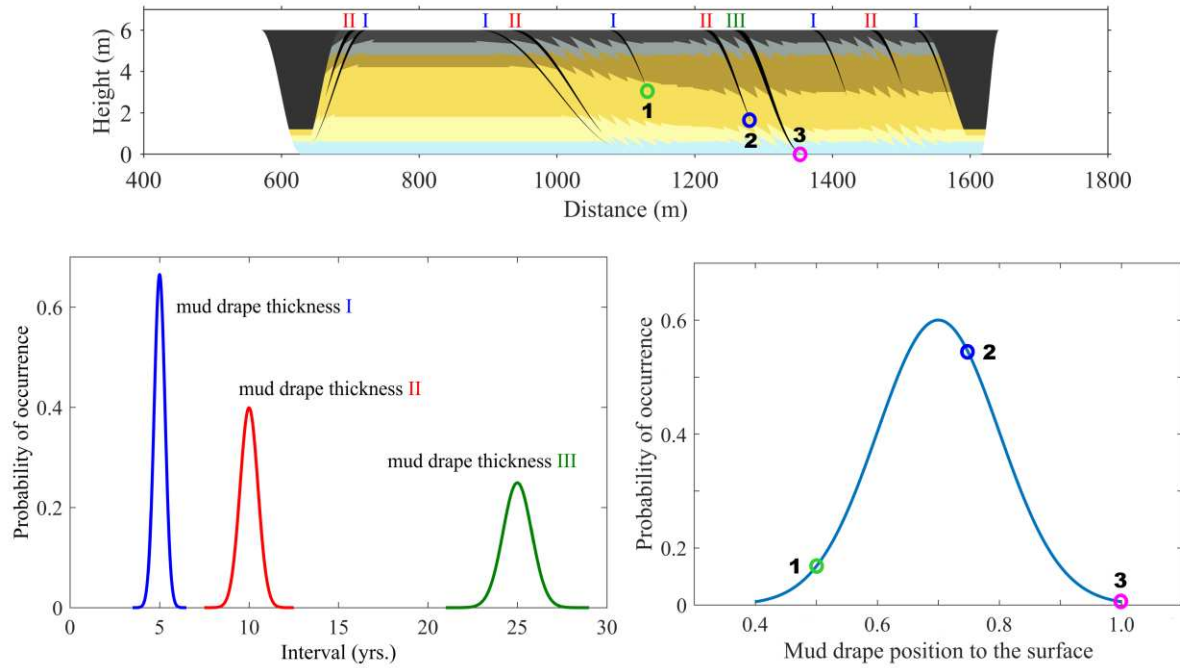 II I I II I II III I II I
Height (m)
6
4
2
0
1
2
3
400 600 800 1000 1200 1400 1600 1800
Distance (m)
Probability of occurrence
0.6
0.4
0.2
0
mud drape thickness I
mud drape thickness II
mud drape thickness III
0 5 10 15 20 25 30
Interval (yrs.)
Probability of occurrence
0.6
0.4
0.2
0
1
2
3
0.4 0.6 0.8 1.0
Mud drape position to the surface